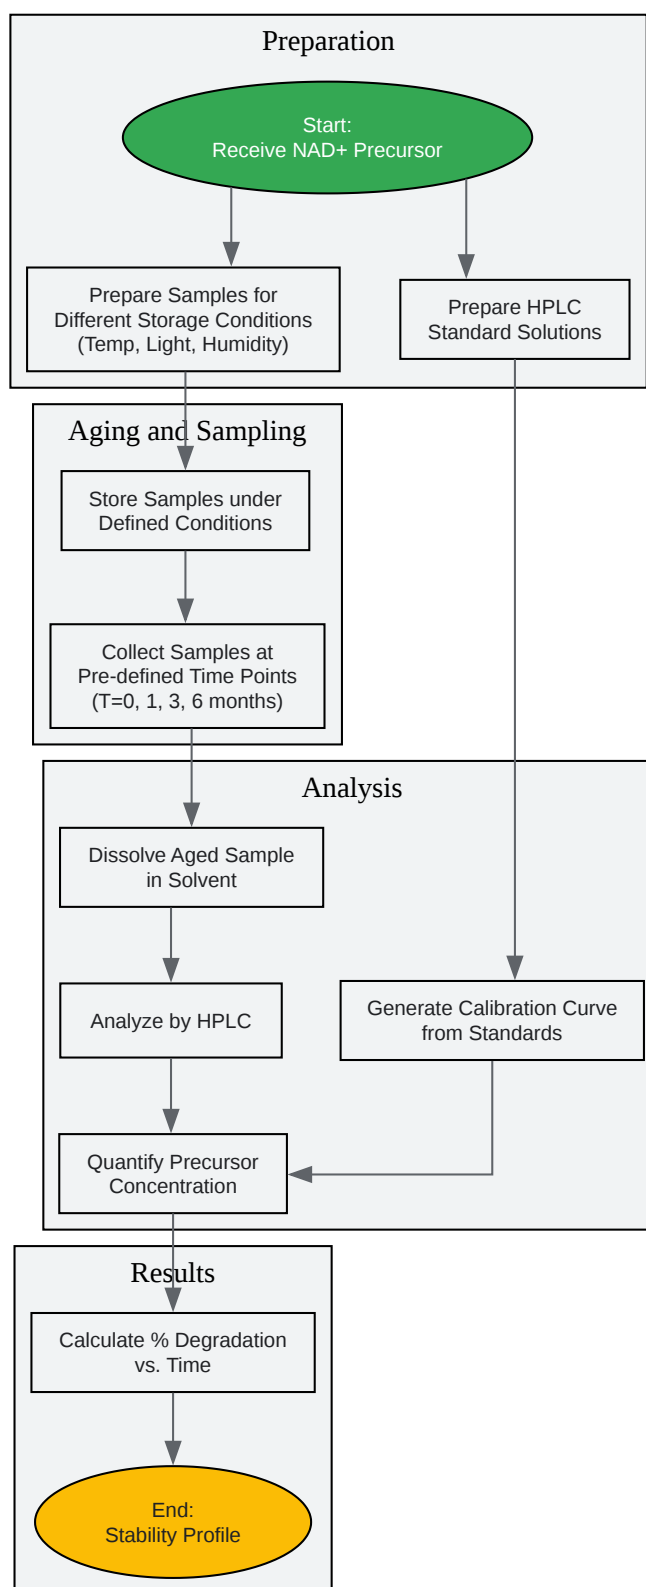 Preparation
Start:
Receive NAD+ Precursor
Prepare Samples for
Different Storage Conditions
(Temp, Light, Humidity)
Prepare HPLC
Standard Solutions
Aging and Sampling
Store Samples under
Defined Conditions
Collect Samples at
Pre-defined Time Points
(T=0, 1, 3, 6 months)
Analysis
Dissolve Aged Sample
in Solvent
Analyze by HPLC
Generate Calibration Curve
from Standards
Quantify Precursor
Concentration
Results
Calculate % Degradation
vs. Time
End:
Stability Profile